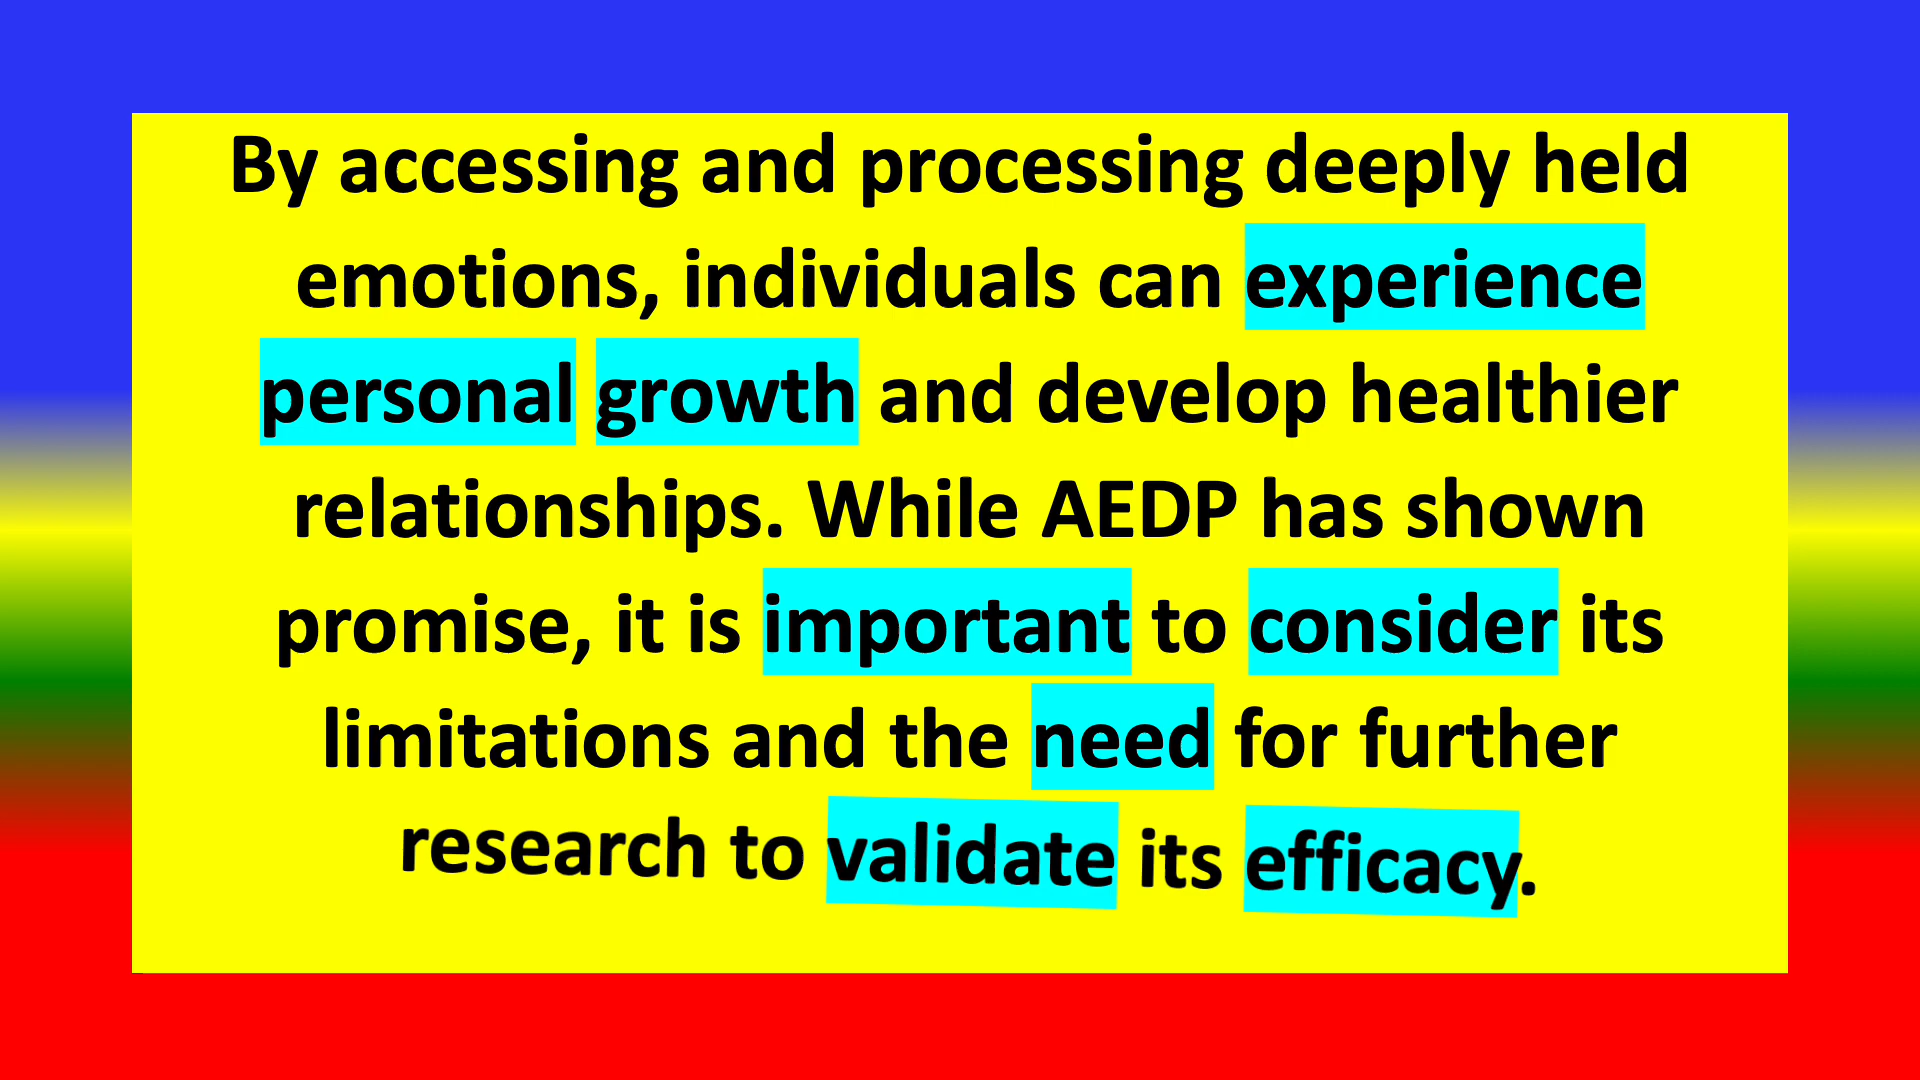 By accessing and processing deeply held
emotions, individuals can experience
personal growth and develop healthier
relationships. While AEDP has shown
promise, it is important to consider its
limitations and the need for further
research to validate its efficacy.